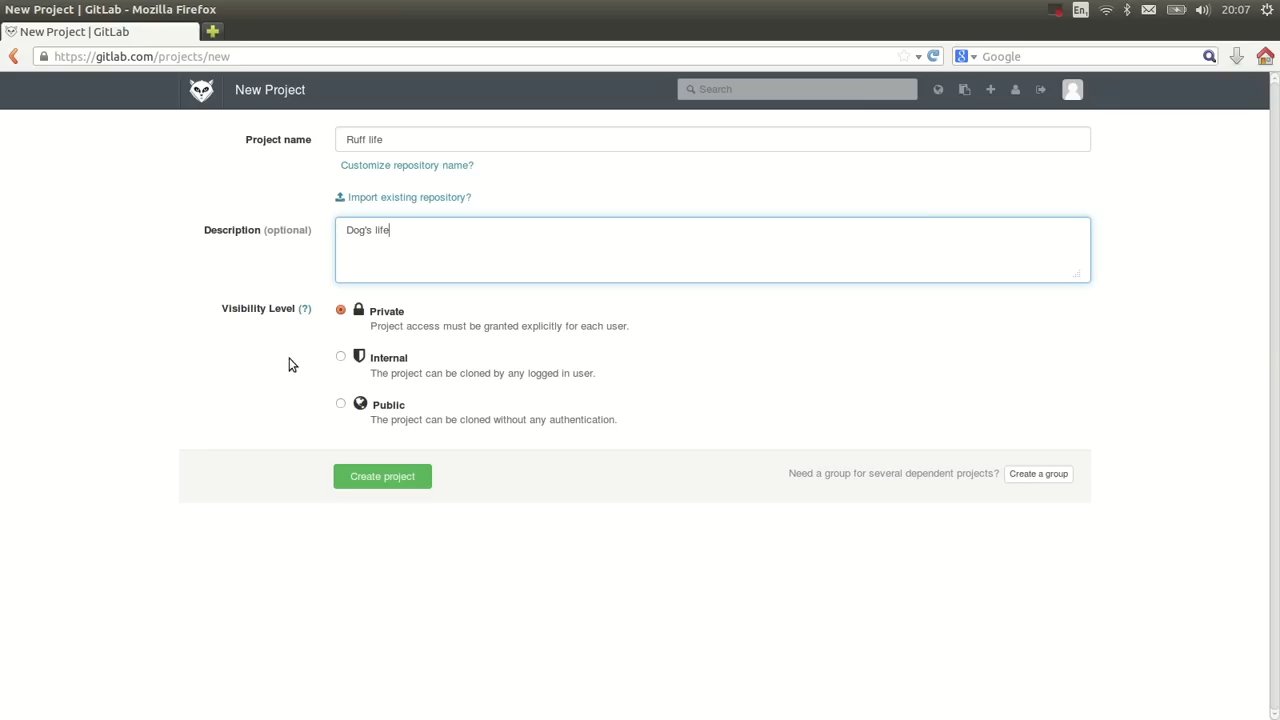 New Project | GitLab - Mozilla Firefox
En
20:07
New Project | GitLab
https://gitlab.com/projects/new
Google
New Project
Search
Project name
Ruff life
Customize repository name?
Import existing repository?
Description (optional)
Dog's life
Visibility Level (?)
Private
Project access must be granted explicitly for each user.
Internal
The project can be cloned by any logged in user.
Public
The project can be cloned without any authentication.
Create project
Need a group for several dependent projects?
Create a group